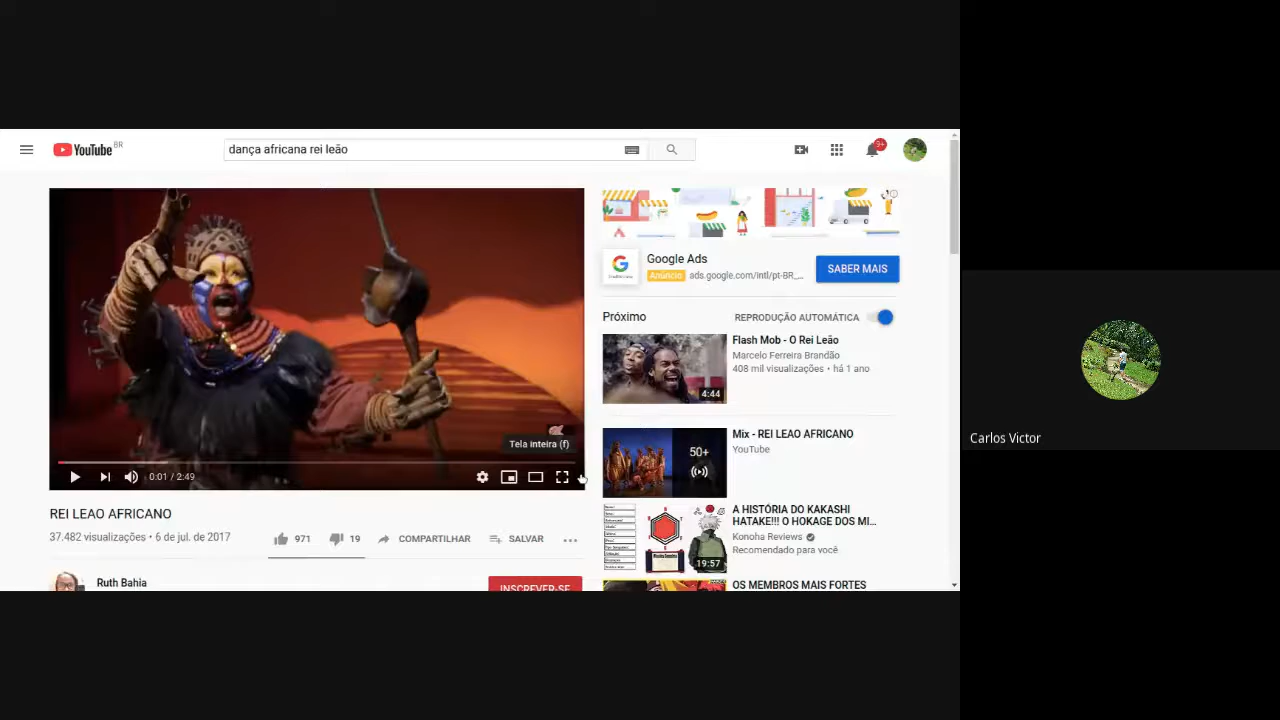 YouTube BR
dança africana rei leão
9+
Google Ads
Anúncio ads.google.com/intl/pt-BR_...
SABER MAIS
Próximo
REPRODUÇÃO AUTOMÁTICA
Flash Mob - O Rei Leão
Marcelo Ferreira Brandão
408 mil visualizações • há 1 ano
4:44
Tela inteira (f)
0:01 / 2:49
Mix - REI LEAO AFRICANO
YouTube
50+
REI LEAO AFRICANO
37.482 visualizações • 6 de jul. de 2017
971
19
COMPARTILHAR
SALVAR
A HISTÓRIA DO KAKASHI
HATAKE!!! O HOKAGE DOS MI...
Konoha Reviews
Recomendado para você
19:57
OS MEMBROS MAIS FORTES
Ruth Bahia
INSCREVER-SE
Carlos Victor